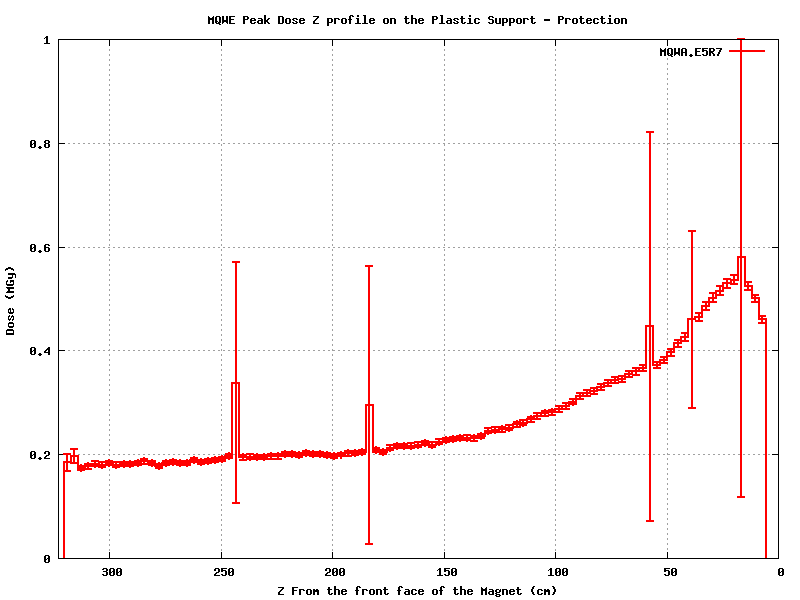 MQWE Peak Dose Z profile on the Plastic Support - Protection
MQWA.E5R7
1
0.8
0.6
0.4
0.2
0
Dose (MGy)
300 250 200 150 100 50 0
Z From the front face of the Magnet (cm)